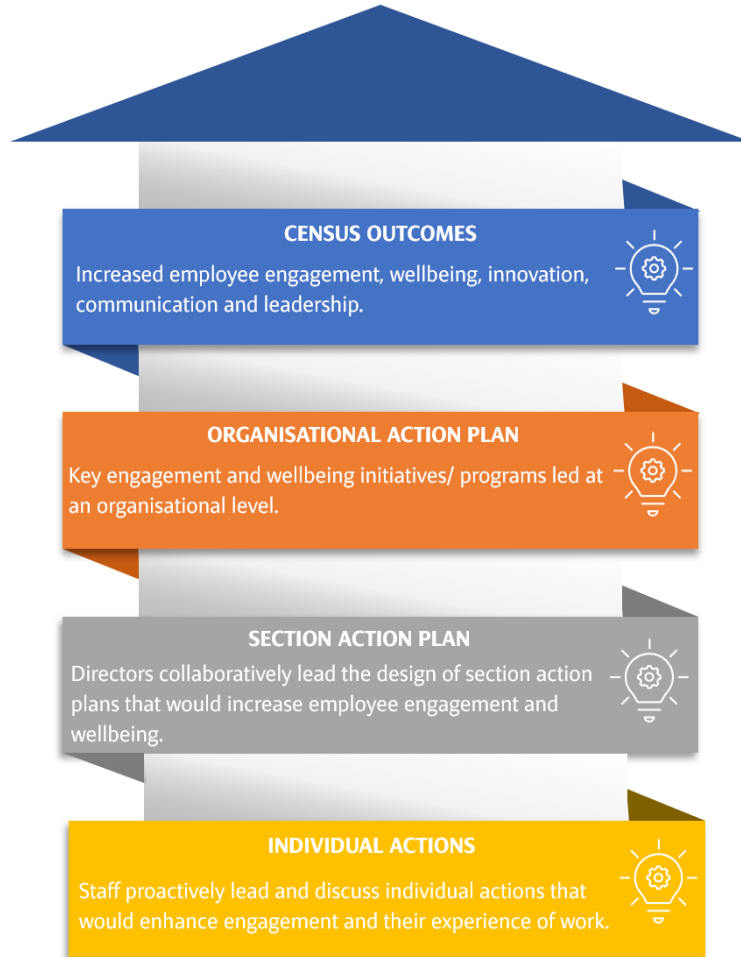 CENSUS OUTCOMES
Increased employee engagement, wellbeing, innovation,
communication and leadership.
ORGANISATIONAL ACTION PLAN
Key engagement and wellbeing initiatives/ programs led at
an organisational level.
SECTION ACTION PLAN
Directors collaboratively lead the design of section action
plans that would increase employee engagement and
wellbeing.
INDIVIDUAL ACTIONS
Staff proactively lead and discuss individual actions that
would enhance engagement and their experience of work.